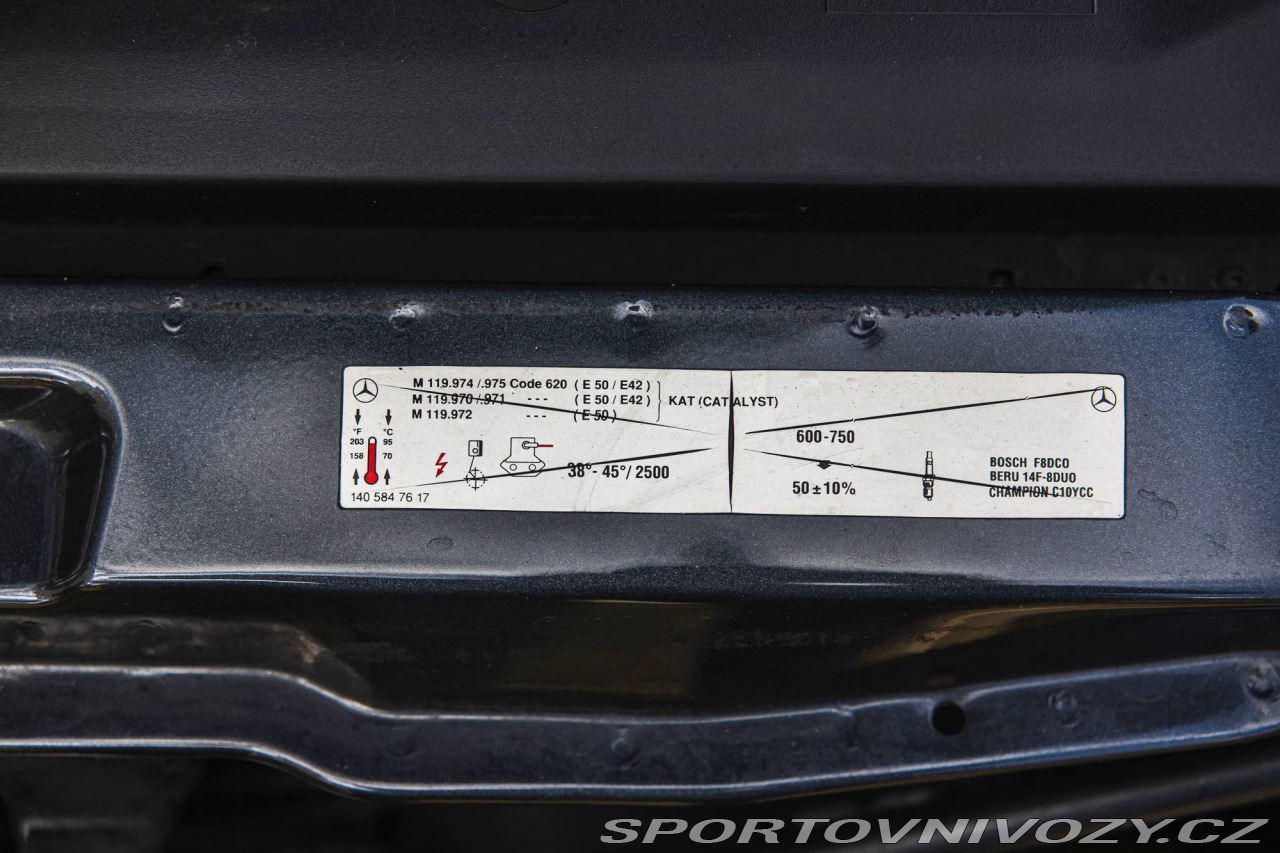 M 119.974 /.975 Code 620 ( E 50 / E42 )
M 119.970 /.971 - - - ( E 50 / E42 )
M 119.972 - - - ( E 50 )
KAT (CATALYST)
°F °C
203 95
158 70
140 584 76 17
38°- 45°/ 2500
600-750
50 ± 10%
BOSCH F8DCO
BERU 14F-8DUO
CHAMPION C10YCC
SPORTOVNIVOZY.CZ